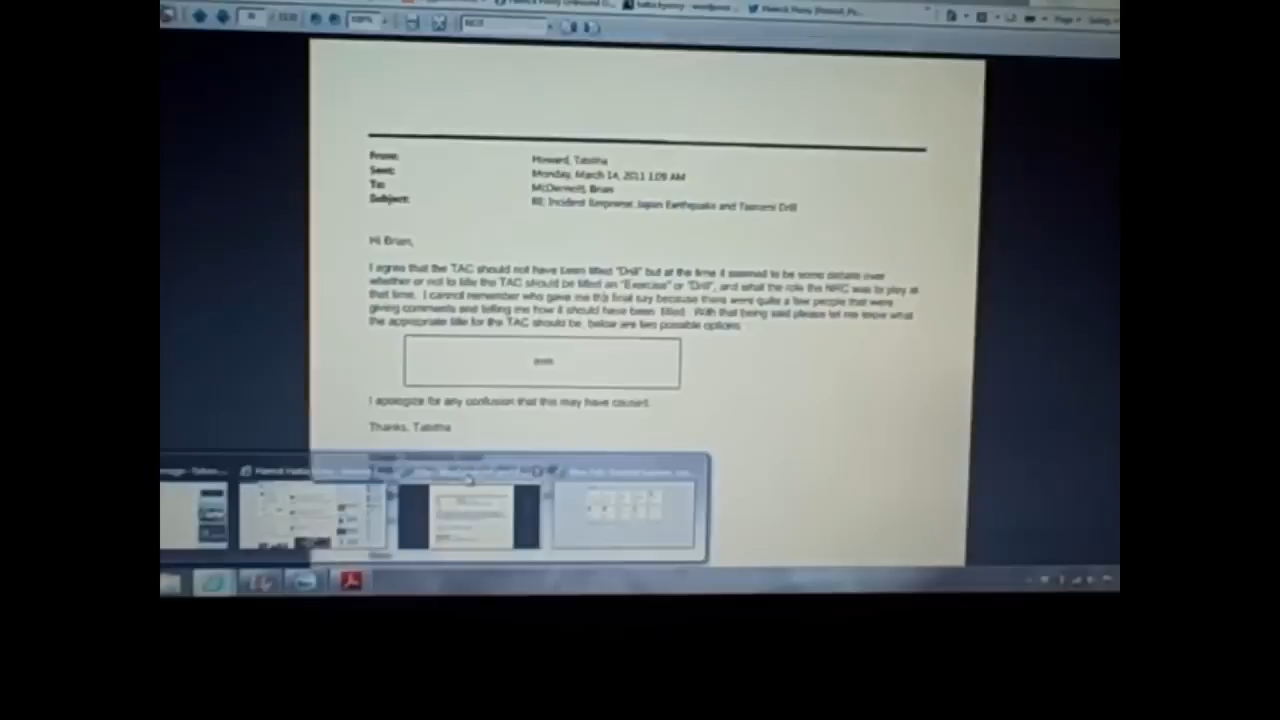 From: Howard, Tabitha
Sent: Monday, March 14, 2011 1:09 AM
To: McDermott, Brian
Subject: RE: Incident Response Japan Earthquake and Tsunami Drill
Hi Brian,
I agree that the TAC should not have been titled "Drill" but at the time it seemed to be some debate over
whether or not to title the TAC should be titled an "Exercise" or "Drill", and what the role the NRC was to play at
that time. I cannot remember who gave me the final say because there were quite a few people that were
giving comments and telling me how it should have been titled. With that being said please let me know what
the appropriate title for the TAC should be, below are two possible options.
I apologize for any confusion that this may have caused.
Thanks, Tabitha